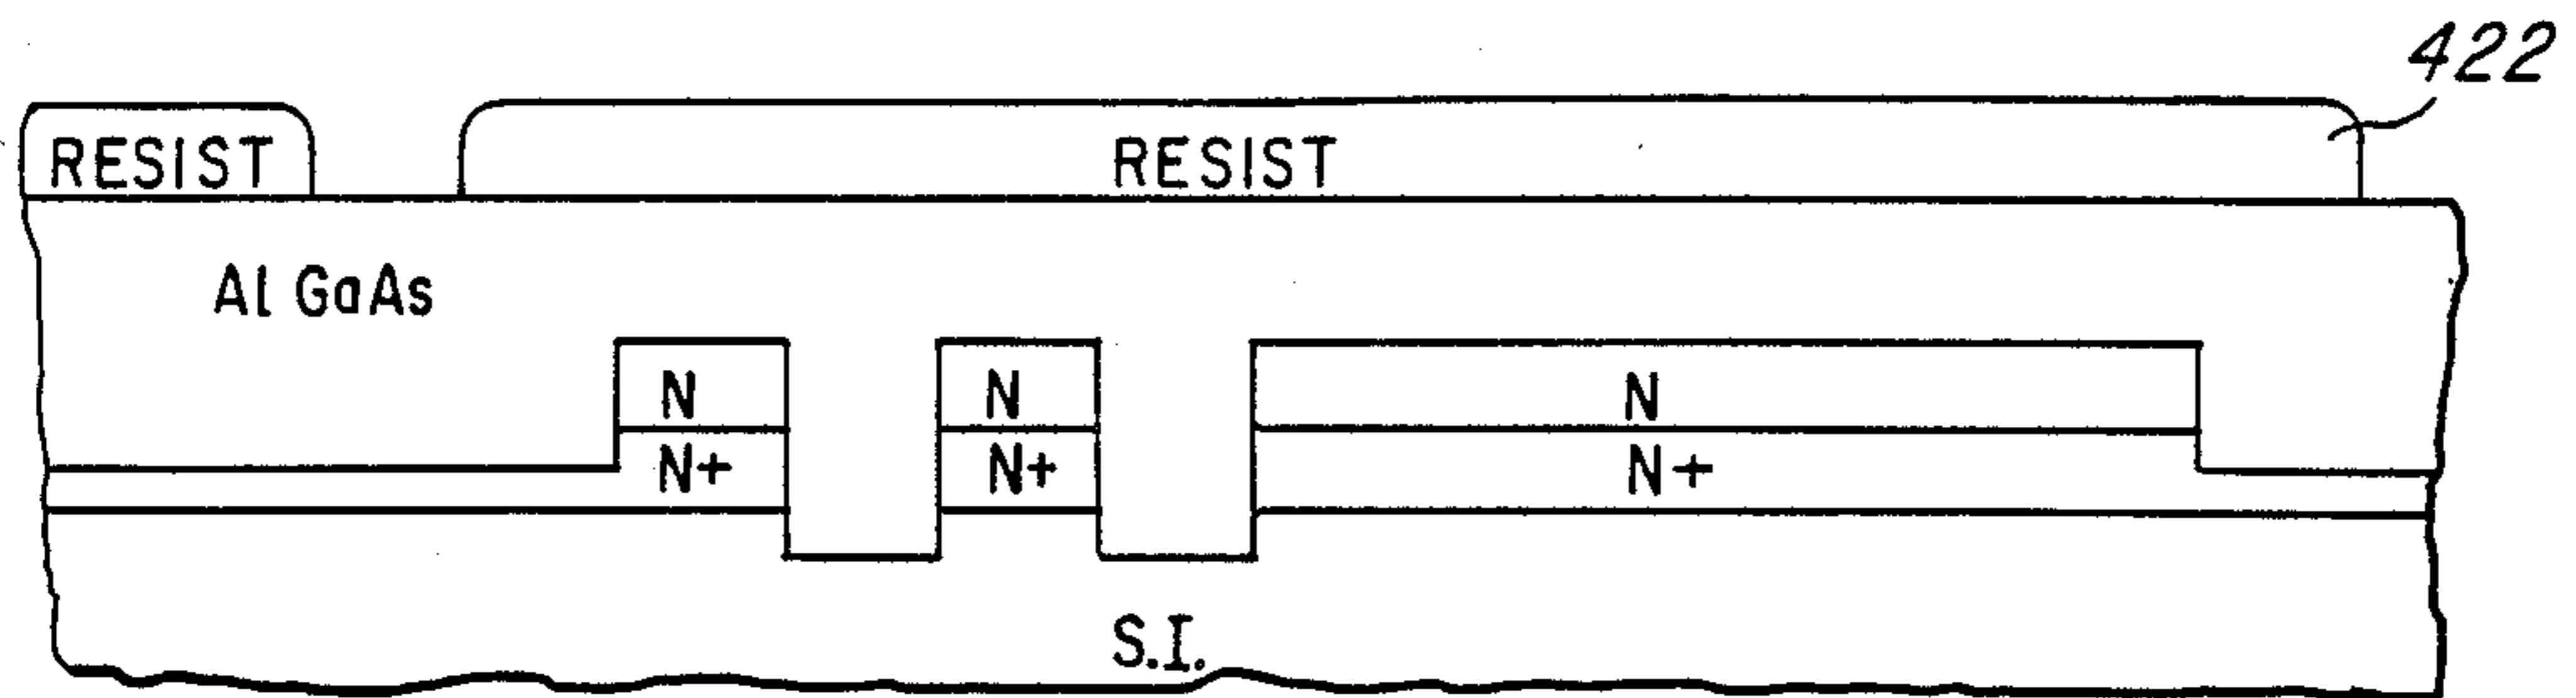 422
RESIST RESIST
Al GaAs
N N N
N+ N+ N+
S.I.